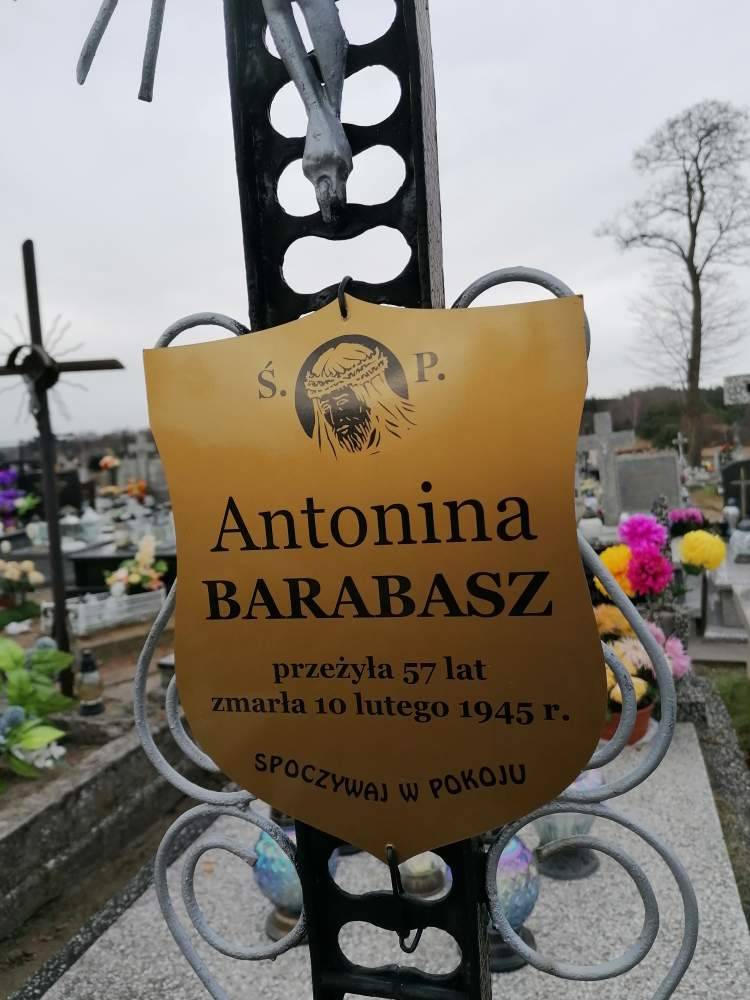 Ś. P.
Antonina
BARABASZ
przeżyła 57 lat
zmarła 10 lutego 1945 r.
SPOCZYWAJ W POKOJU